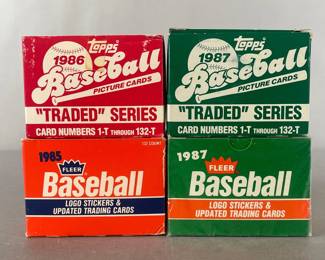 1986
Topps
Baseball
PICTURE CARDS
"TRADED" SERIES
CARD NUMBERS 1-T THROUGH 132-T
1987
Topps
Baseball
PICTURE CARDS
"TRADED" SERIES
CARD NUMBERS 1-T THROUGH 132-T
132 COUNT
1985
FLEER
Baseball
LOGO STICKERS &
UPDATED TRADING CARDS
1987
FLEER
Baseball
LOGO STICKERS &
UPDATED TRADING CARDS